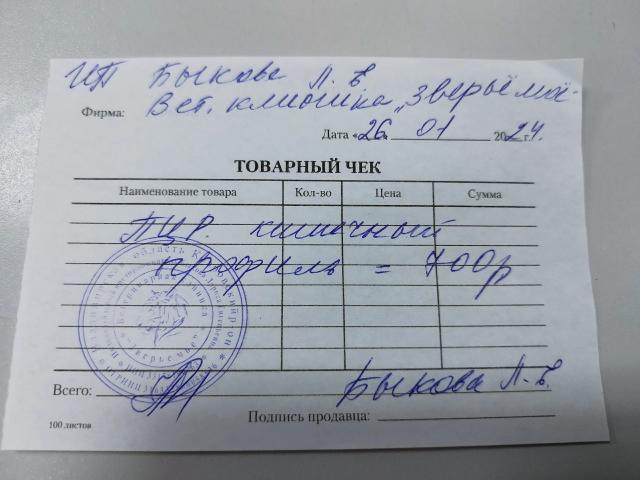 ИП Быкова Л. Е
Фирма: Вет. клиника „Зверьё моё"
Дата «26» 01 2024 г.
ТОВАРНЫЙ ЧЕК
Наименование товара Кол-во Цена Сумма
ПЦР. кишечный
профиль = 700р
Всего:
Быкова Л. Е.
Подпись продавца:
100 листов